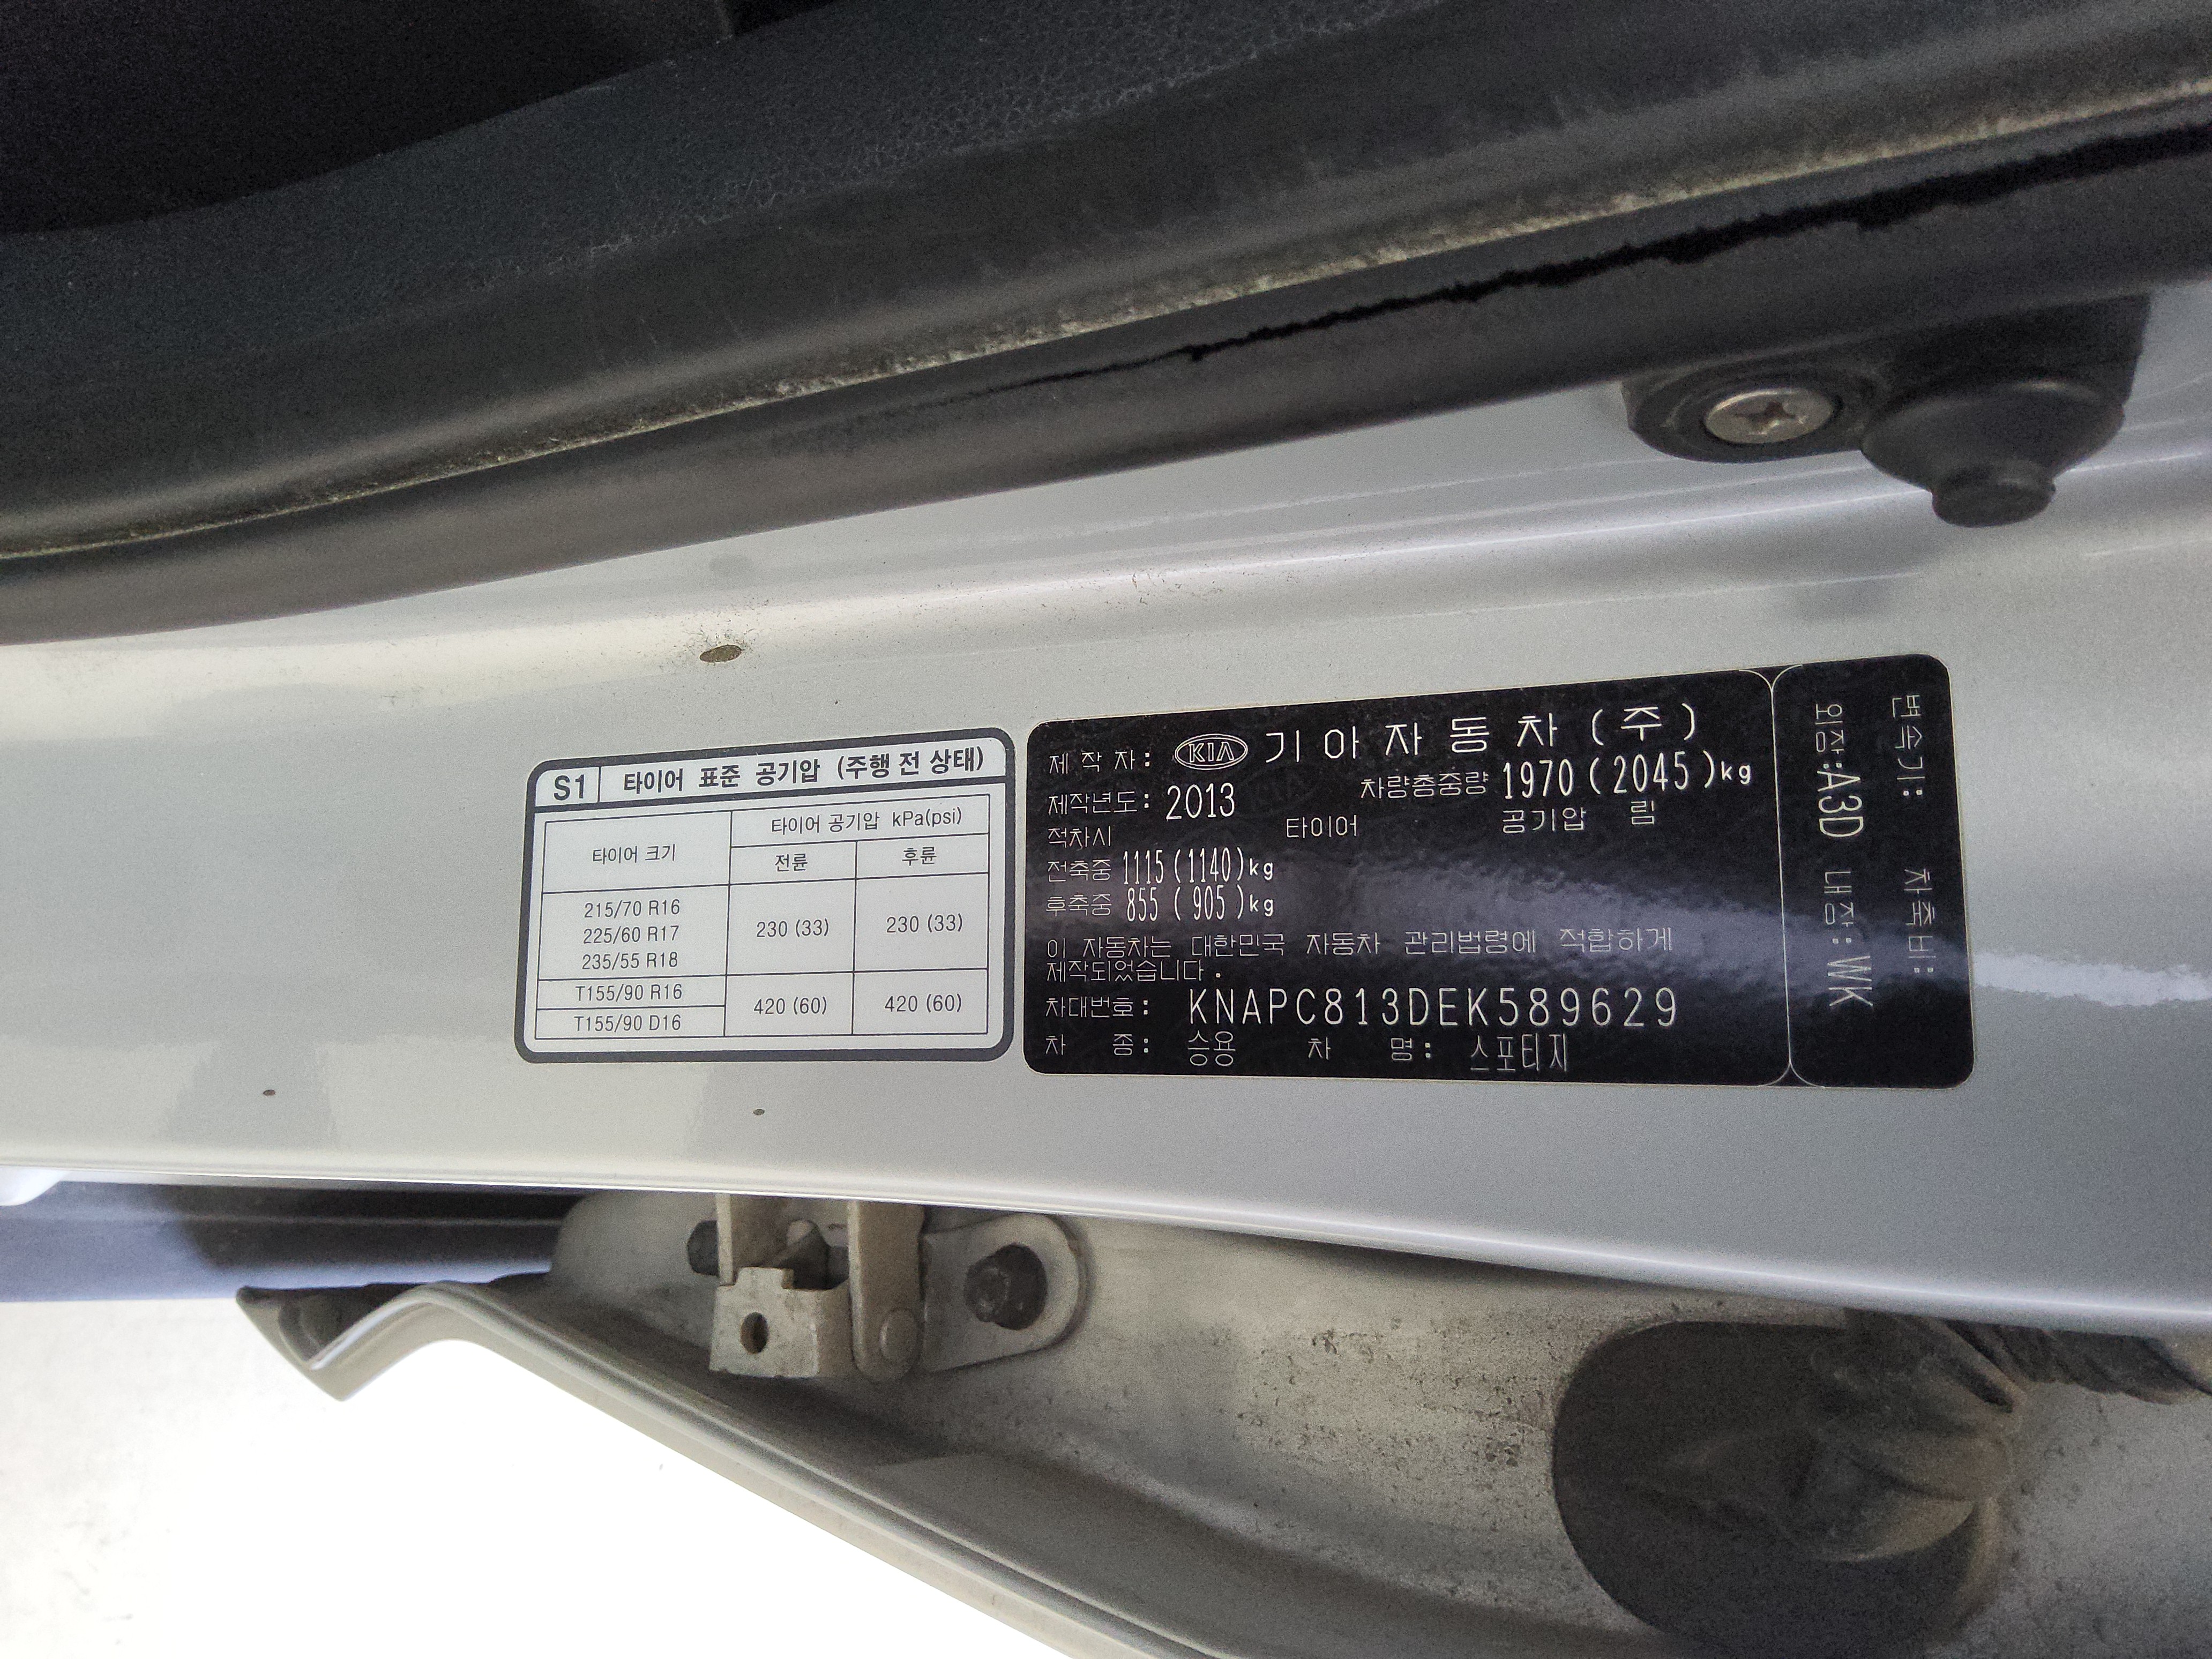 S1 타이어 표준 공기압 (주행 전 상태)
타이어 크기
타이어 공기압 kPa(psi)
전륜 후륜
215/70 R16
225/60 R17
235/55 R18
230 (33) 230 (33)
T155/90 R16
T155/90 D16
420 (60) 420 (60)
제 작 자: KIA 기아자동차(주)
제작년도: 2013 차량총중량 1970(2045)kg
적차시 타이어 공기압 림
전축중 1115(1140)kg
후축중 855 ( 905 )kg
이 자동차는 대한민국 자동차 관리법령에 적합하게
제작되었습니다.
차대번호: KNAPC813DEK589629
차 종: 승용 차 명: 스포티지
변속기: 차축비:
외장:A3D 내장:WK